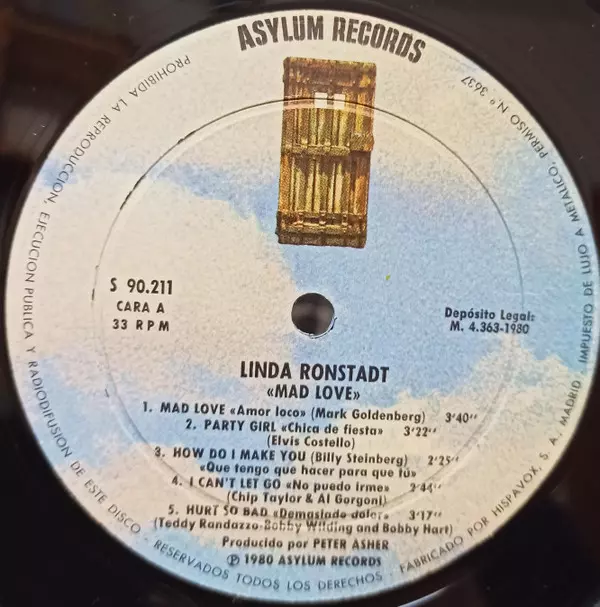 ASYLUM RECORDS
PROHIBIDA LA REPRODUCCION, EJECUCION PUBLICA Y RADIODIFUSION DE ESTE DISCO - RESERVADOS TODOS LOS DERECHOS - FABRICADO POR HISPAVOX, S. A. MADRID - IMPUESTO DE LUJO A METALICO, PERMISO N.º 3637
S 90.211
CARA A
33 RPM
Depósito Legal:
M. 4.363-1980
LINDA RONSTADT
«MAD LOVE»
1. MAD LOVE «Amor loco» (Mark Goldenberg) 3'40''
2. PARTY GIRL «Chica de fiesta» 3'22''
(Elvis Costello)
3. HOW DO I MAKE YOU (Billy Steinberg) 2'25''
«Que tengo que hacer para que tú»
4. I CAN'T LET GO «No puedo irme» 2'44''
(Chip Taylor & Al Gorgoni)
5. HURT SO BAD «Demasiado dolor» 3'17''
(Teddy Randazzo-Bobby Wilding and Bobby Hart)
Producido por PETER ASHER
Ⓟ 1980 ASYLUM RECORDS